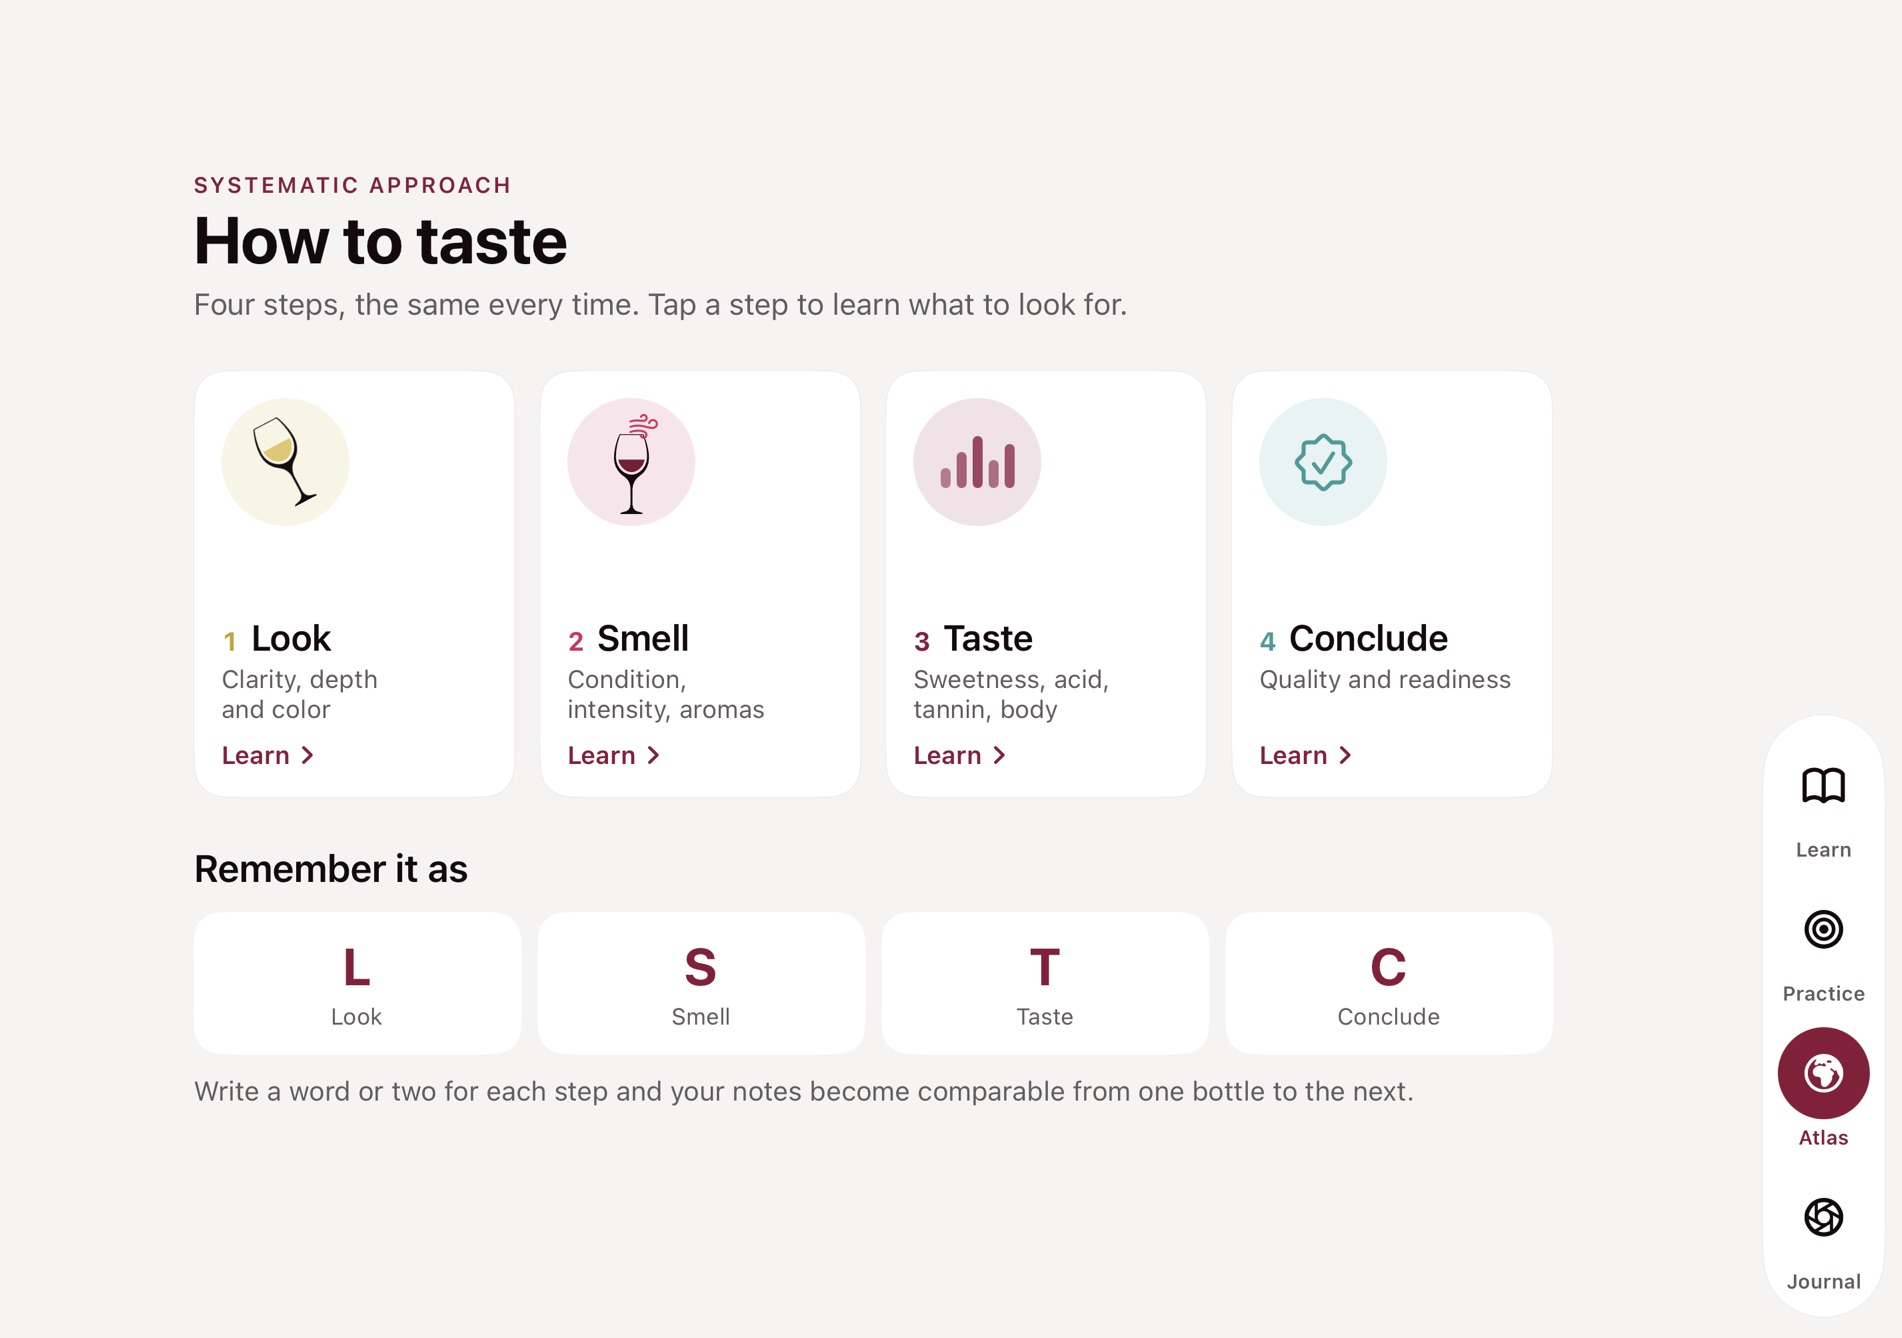 SYSTEMATIC APPROACH
How to taste
Four steps, the same every time. Tap a step to learn what to look for.
1 Look
Clarity, depth
and color
Learn
2 Smell
Condition,
intensity, aromas
Learn
3 Taste
Sweetness, acid,
tannin, body
Learn
4 Conclude
Quality and readiness
Learn
Remember it as
L
Look
S
Smell
T
Taste
C
Conclude
Write a word or two for each step and your notes become comparable from one bottle to the next.
Learn
Practice
Atlas
Journal